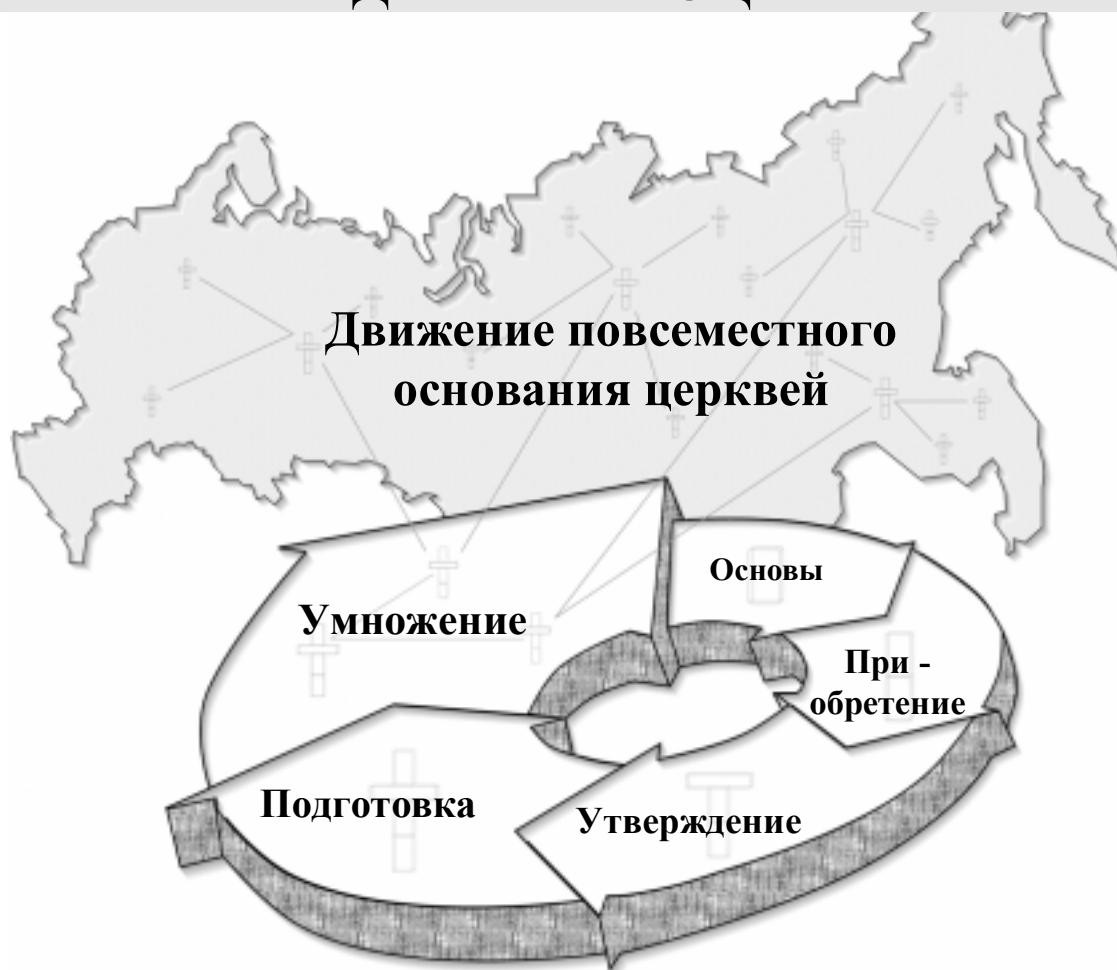 Движение повсеместного
основания церквей
Основы
Умножение
При -
обретение
Подготовка
Утверждение